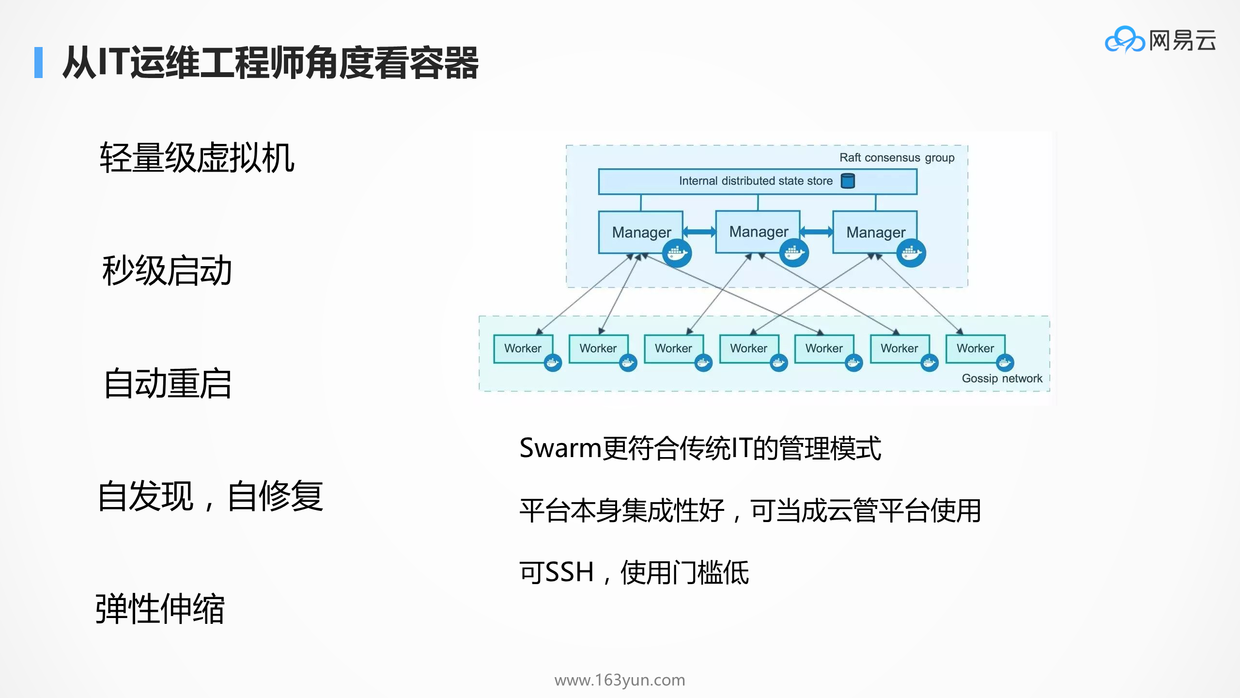 从IT运维工程师角度看容器
网易云
轻量级虚拟机
秒级启动
自动重启
自发现，自修复
弹性伸缩
Raft consensus group
Internal distributed state store
Manager
Manager
Manager
Worker
Worker
Worker
Worker
Worker
Worker
Worker
Gossip network
Swarm更符合传统IT的管理模式
平台本身集成性好，可当成云管平台使用
可SSH，使用门槛低
www.163yun.com